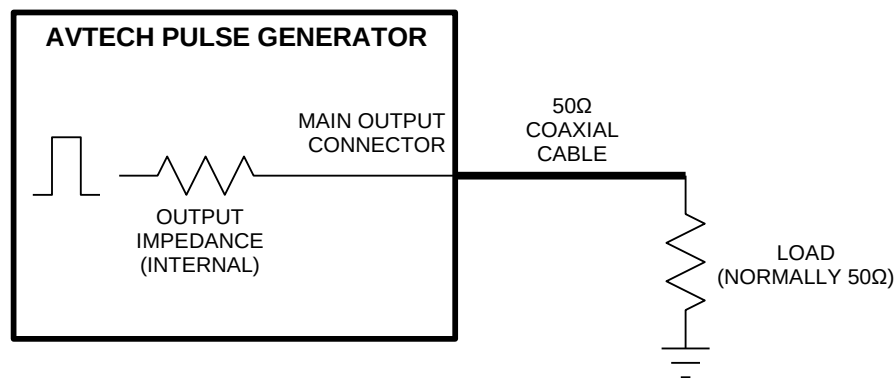 AVTECH PULSE GENERATOR
MAIN OUTPUT
CONNECTOR
OUTPUT
IMPEDANCE
(INTERNAL)
50Ω
COAXIAL
CABLE
LOAD
(NORMALLY 50Ω)